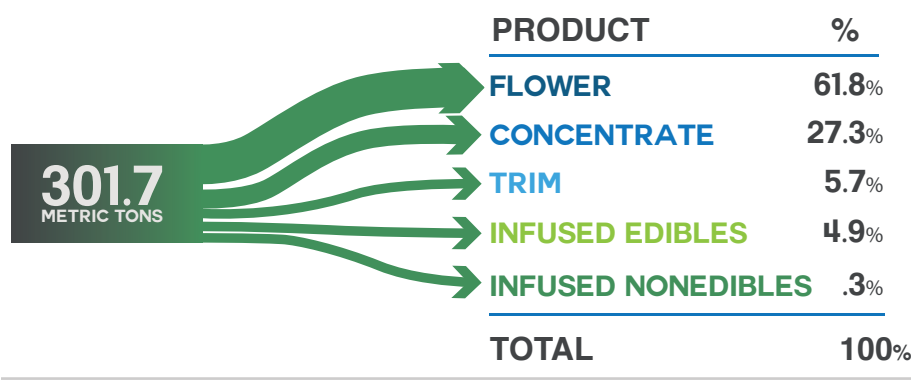 PRODUCT %
301.7
METRIC TONS
FLOWER 61.8%
CONCENTRATE 27.3%
TRIM 5.7%
INFUSED EDIBLES 4.9%
INFUSED NONEDIBLES .3%
TOTAL 100%